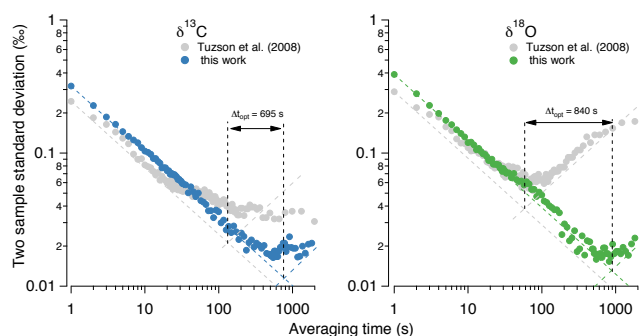 δ¹³C
Tuzson et al. (2008)
this work
Δt_opt = 695 s
δ¹⁸O
Tuzson et al. (2008)
this work
Δt_opt = 840 s
Two sample standard deviation (‰)
1
8
6
4
2
0.1
8
6
4
2
0.01
1
8
6
4
2
0.1
8
6
4
2
0.01
1 10 100 1000
1 10 100 1000
Averaging time (s)